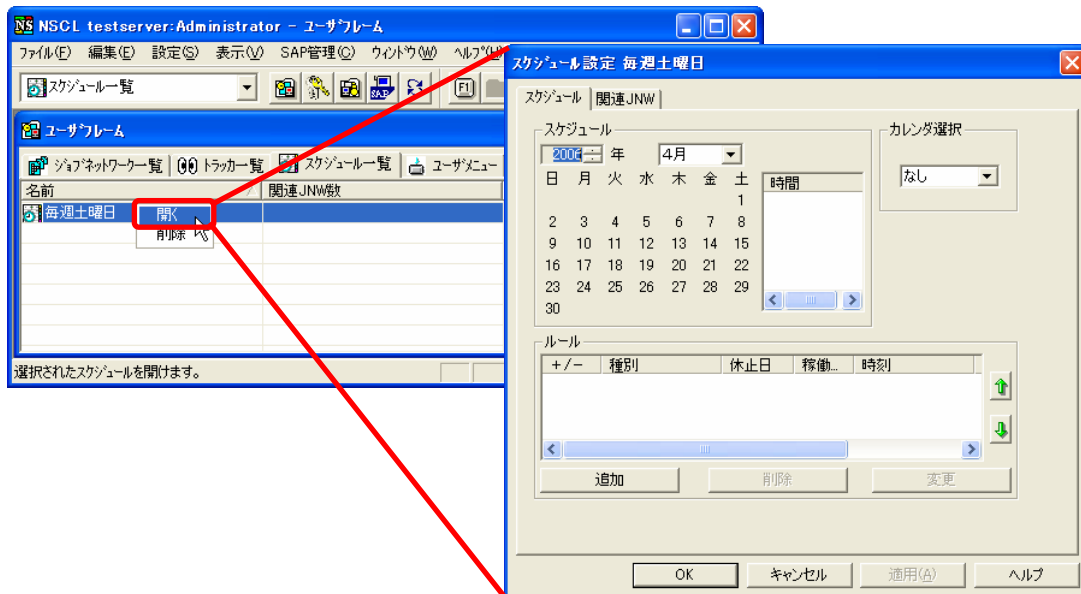 NS NSCL testserver:Administrator - ユーザフレーム
ファイル(F) 編集(E) 設定(S) 表示(V) SAP管理(C) ウィンドウ(W) ヘルプ(H)
スケジュール一覧
SAP
F1
ユーザフレーム
ジョブネットワーク一覧 トラッカ一覧 スケジュール一覧 ユーザメニュー
名前 関連JNW数
毎週土曜日
開く
削除
選択されたスケジュールを開けます。
スケジュール設定 毎週土曜日
スケジュール 関連JNW
スケジュール
2006 年 4月
日 月 火 水 木 金 土
1
2 3 4 5 6 7 8
9 10 11 12 13 14 15
16 17 18 19 20 21 22
23 24 25 26 27 28 29
30
時間
カレンダ選択
なし
ルール
+/- 種別 休止日 稼働... 時刻
追加 削除 変更
OK キャンセル 適用(A) ヘルプ